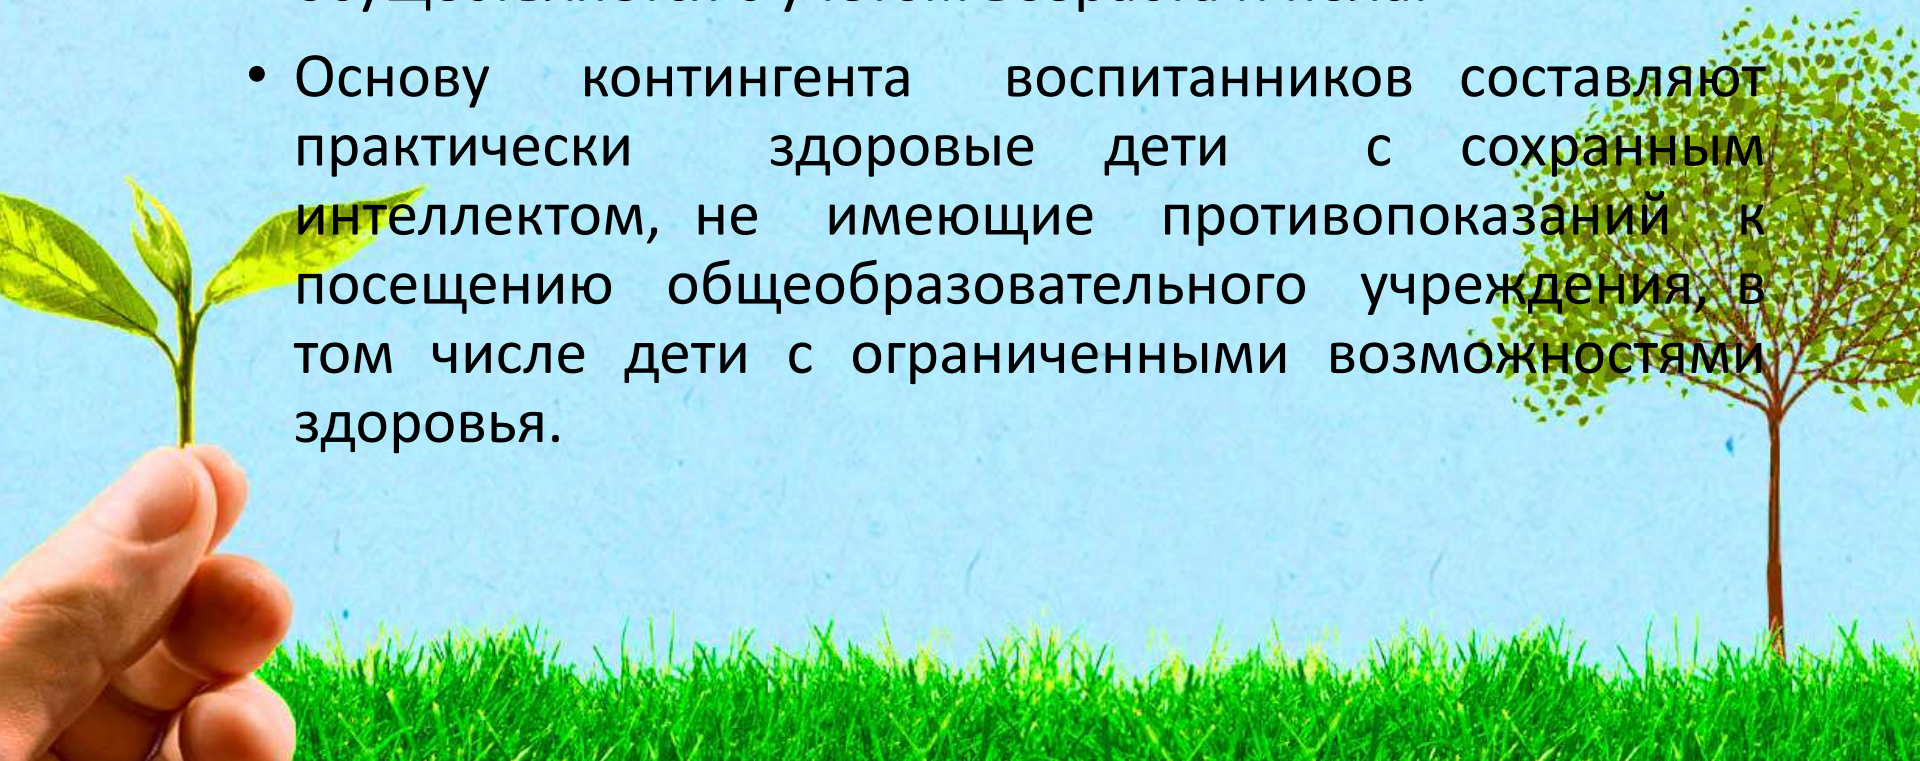 • Основу контингента воспитанников составляют
практически здоровые дети с сохранным
интеллектом, не имеющие противопоказаний к
посещению общеобразовательного учреждения, в
том числе дети с ограниченными возможностями
здоровья.